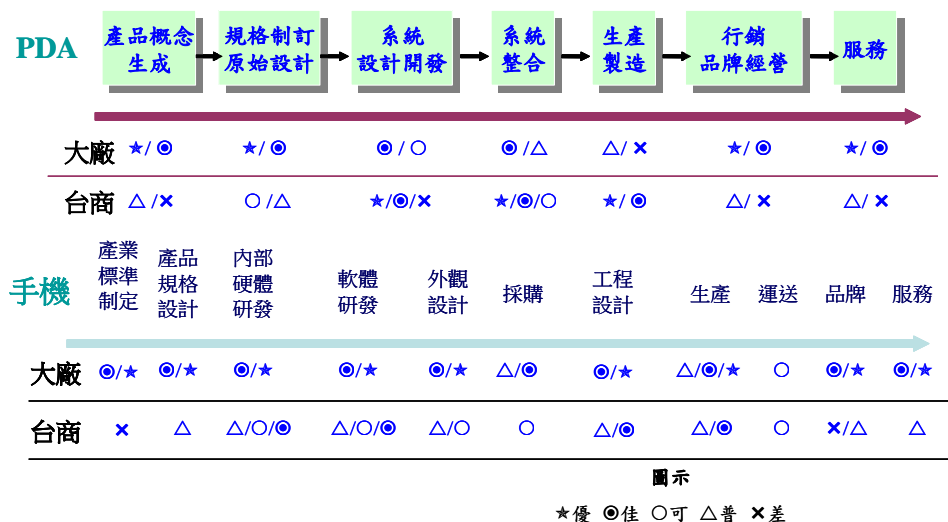 PDA
產品概念
生成
規格制訂
原始設計
系統
設計開發
系統
整合
生產
製造
行銷
品牌經營
服務
大廠 ★/◉ ★/◉ ◉/○ ◉/△ △/✕ ★/◉ ★/◉
台商 △/✕ ○/△ ★/◉/✕ ★/◉/○ ★/◉ △/✕ △/✕
手機
產業
標準
制定
產品
規格
設計
內部
硬體
研發
軟體
研發
外觀
設計
採購
工程
設計
生產
運送
品牌
服務
大廠 ◉/★ ◉/★ ◉/★ ◉/★ ◉/★ △/◉ ◉/★ △/◉/★ ○ ◉/★ ◉/★
台商 ✕ △ △/○/◉ △/○/◉ △/○ ○ △/◉ △/◉ ○ ✕/△ △
圖示
★優 ◉佳 ○可 △普 ✕差